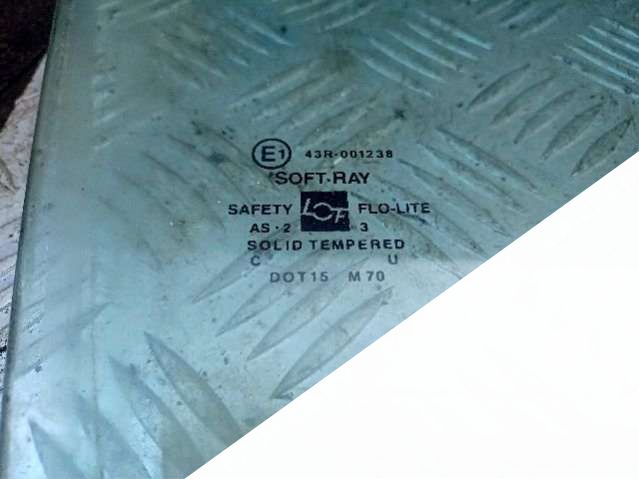 E1 43R-001238
SOFT-RAY
SAFETY LOF FLO-LITE
AS-2 3
SOLID TEMPERED
C U
DOT15 M70